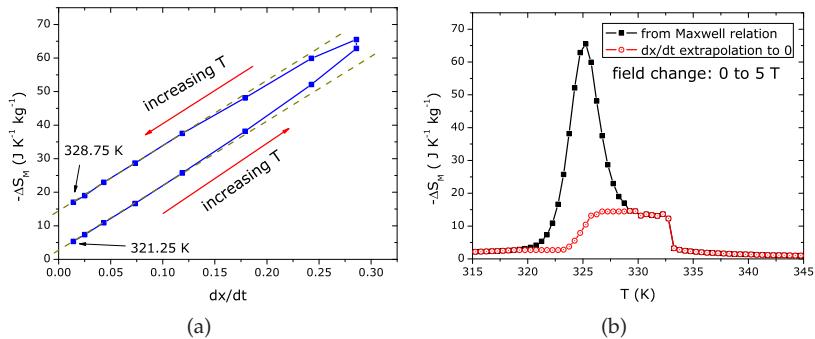 70
60
50
40
30
20
10
0
-ΔS_M (J K⁻¹ kg⁻¹)
increasing T
328.75 K
increasing T
321.25 K
0.00 0.05 0.10 0.15 0.20 0.25 0.30
dx/dt
(a)
70
60
50
40
30
20
10
0
-ΔS_M ( J K⁻¹ kg⁻¹)
from Maxwell relation
dx/dt extrapolation to 0
field change: 0 to 5 T
315 320 325 330 335 340 345
T (K)
(b)